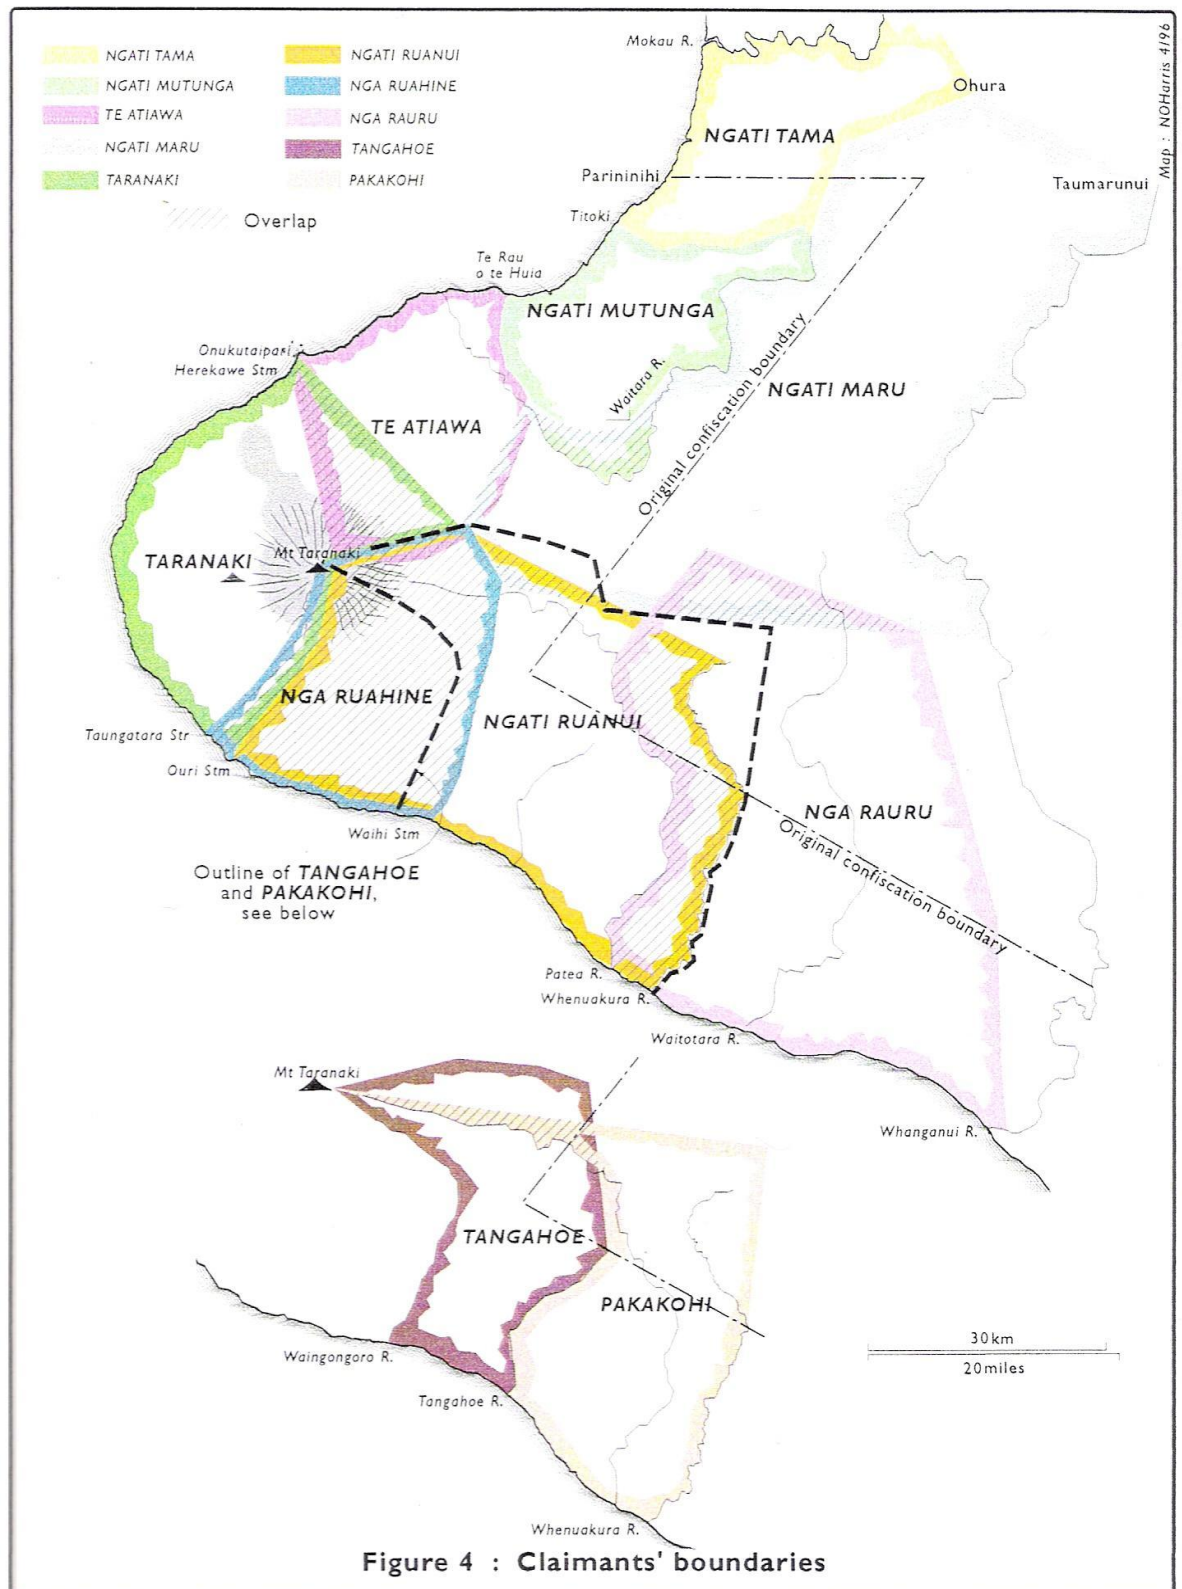 NGATI TAMA
NGATI MUTUNGA
TE ATIAWA
NGATI MARU
TARANAKI
NGATI RUANUI
NGA RUAHINE
NGA RAURU
TANGAHOE
PAKAKOHI
Overlap
Map : NOHarris 4/96
Mokau R.
Ohura
NGATI TAMA
Parininihi
Taumarunui
Titoki
Te Rau
o te Huia
NGATI MUTUNGA
Onukutaipari
Herekawe Stm
Waitara R.
Original confiscation boundary
NGATI MARU
TE ATIAWA
TARANAKI
Mt Taranaki
NGA RUAHINE
NGATI RUANUI
Taungatara Str
Ouri Stm
Waihi Stm
NGA RAURU
Original confiscation boundary
Outline of TANGAHOE
and PAKAKOHI,
see below
Patea R.
Whenuakura R.
Waitotara R.
Whanganui R.
Mt Taranaki
TANGAHOE
PAKAKOHI
Waingongoro R.
Tangahoe R.
Whenuakura R.
30km
20miles
Figure 4 : Claimants' boundaries